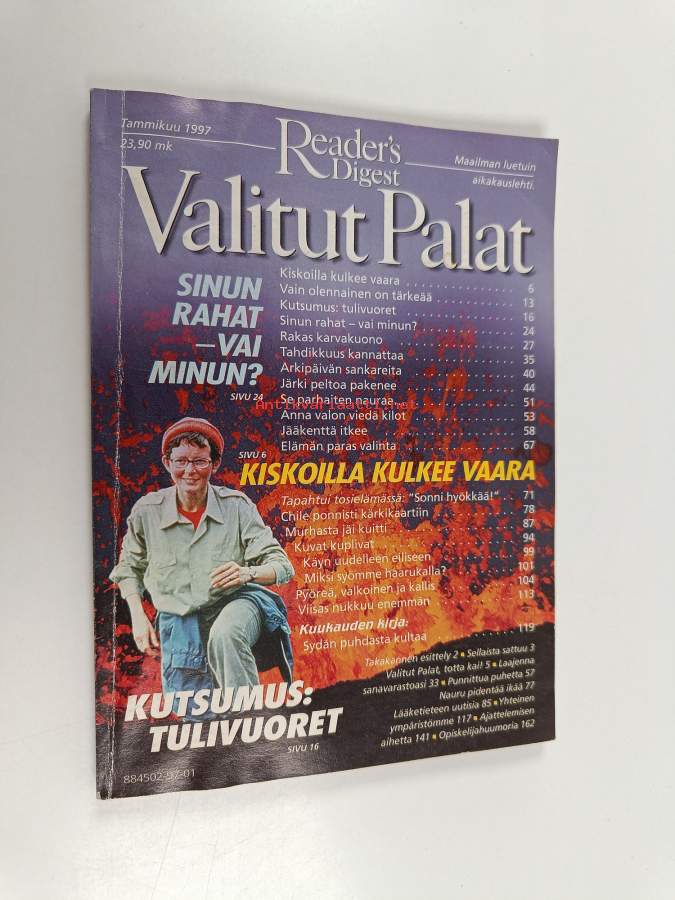 Tammikuu 1997
23,90 mk
Reader's
Digest
Maailman luetuin
aikakauslehti.
Valitut Palat
SINUN
RAHAT
—VAI
MINUN?
SIVU 24
Kiskoilla kulkee vaara . . . . . . . . . . . . . . 6
Vain olennainen on tärkeää . . . . . . . . . . 13
Kutsumus: tulivuoret . . . . . . . . . . . . . . 16
Sinun rahat – vai minun? . . . . . . . . . . . . 24
Rakas karvakuono . . . . . . . . . . . . . . 27
Tahdikkuus kannattaa . . . . . . . . . . . . . . 35
Arkipäivän sankareita . . . . . . . . . . . . . . 40
Järki peltoa pakenee . . . . . . . . . . . . . . 44
Se parhaiten nauraa... . . . . . . . . . . . . . . 51
Anna valon viedä kilot . . . . . . . . . . . . . . 53
Jääkenttä itkee . . . . . . . . . . . . . . 58
Elämän paras valinta . . . . . . . . . . . . . . 67
Antikvariaatti.net
SIVU 6
KISKOILLA KULKEE VAARA
Tapahtui tosielämässä: "Sonni hyökkää!" . . . 71
Chile ponnisti kärkikaartiin . . . . . . . . . . 78
Murhasta jäi kuitti . . . . . . . . . . . . . . 87
Kuvat kuplivat . . . . . . . . . . . . . . 94
Käyn uudelleen eiliseen . . . . . . . . . . 99
Miksi syömme haarukalla? . . . . . . . . . . 101
Pyöreä, valkoinen ja kallis . . . . . . . . . . 104
Viisas nukkuu enemmän . . . . . . . . . . 113
Kuukauden kirja:
Sydän puhdasta kultaa . . . . . . . . . . 119
Takakannen esittely 2 ■ Sellaista sattuu 3
Valitut Palat, totta kai! 5 ■ Laajenna
sanavarastoasi 33 ■ Punnittua puhetta 57
Nauru pidentää ikää 77
Lääketieteen uutisia 85 ■ Yhteinen
ympäristömme 117 ■ Ajattelemisen
aihetta 141 ■ Opiskelijahuumoria 162
KUTSUMUS:
TULIVUORET
SIVU 16
884502-97-01